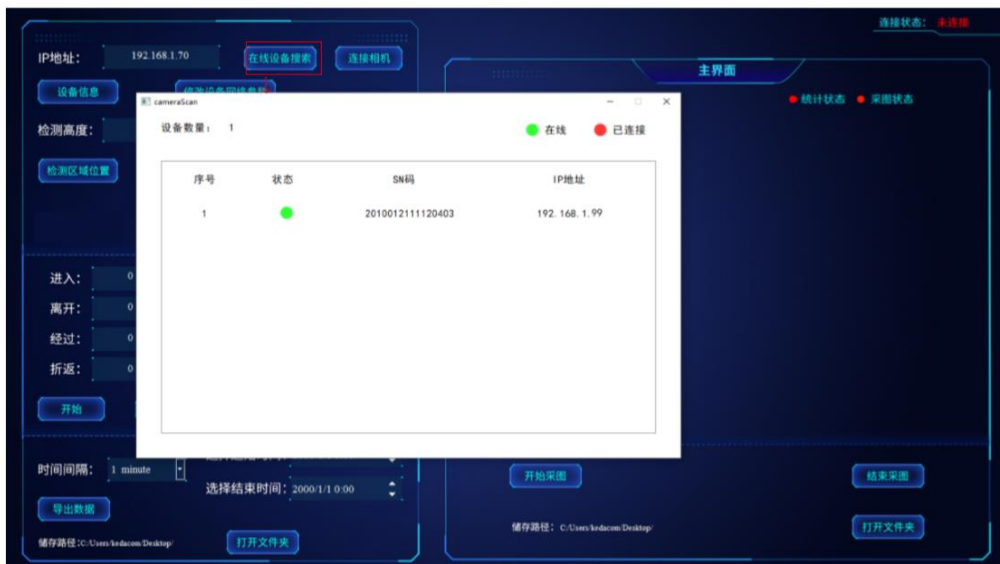 连接状态： 未连接
IP地址： 192.168.1.70 在线设备搜索 连接相机
主界面
设备信息
统计状态 采图状态
cameraScan
检测高度：
设备数量： 1 在线 已连接
检测区域位置
序号 状态 SN码 IP地址
1 2010012111120403 192.168.1.99
进入： 0
离开： 0
经过： 0
折返： 0
开始
时间间隔： 1 minute
选择结束时间： 2000/1/1 0:00
开始采图 结束采图
导出数据
储存路径：C:/Users/kedacom/Desktop/ 打开文件夹
储存路径： C:/Users/kedacom/Desktop/ 打开文件夹